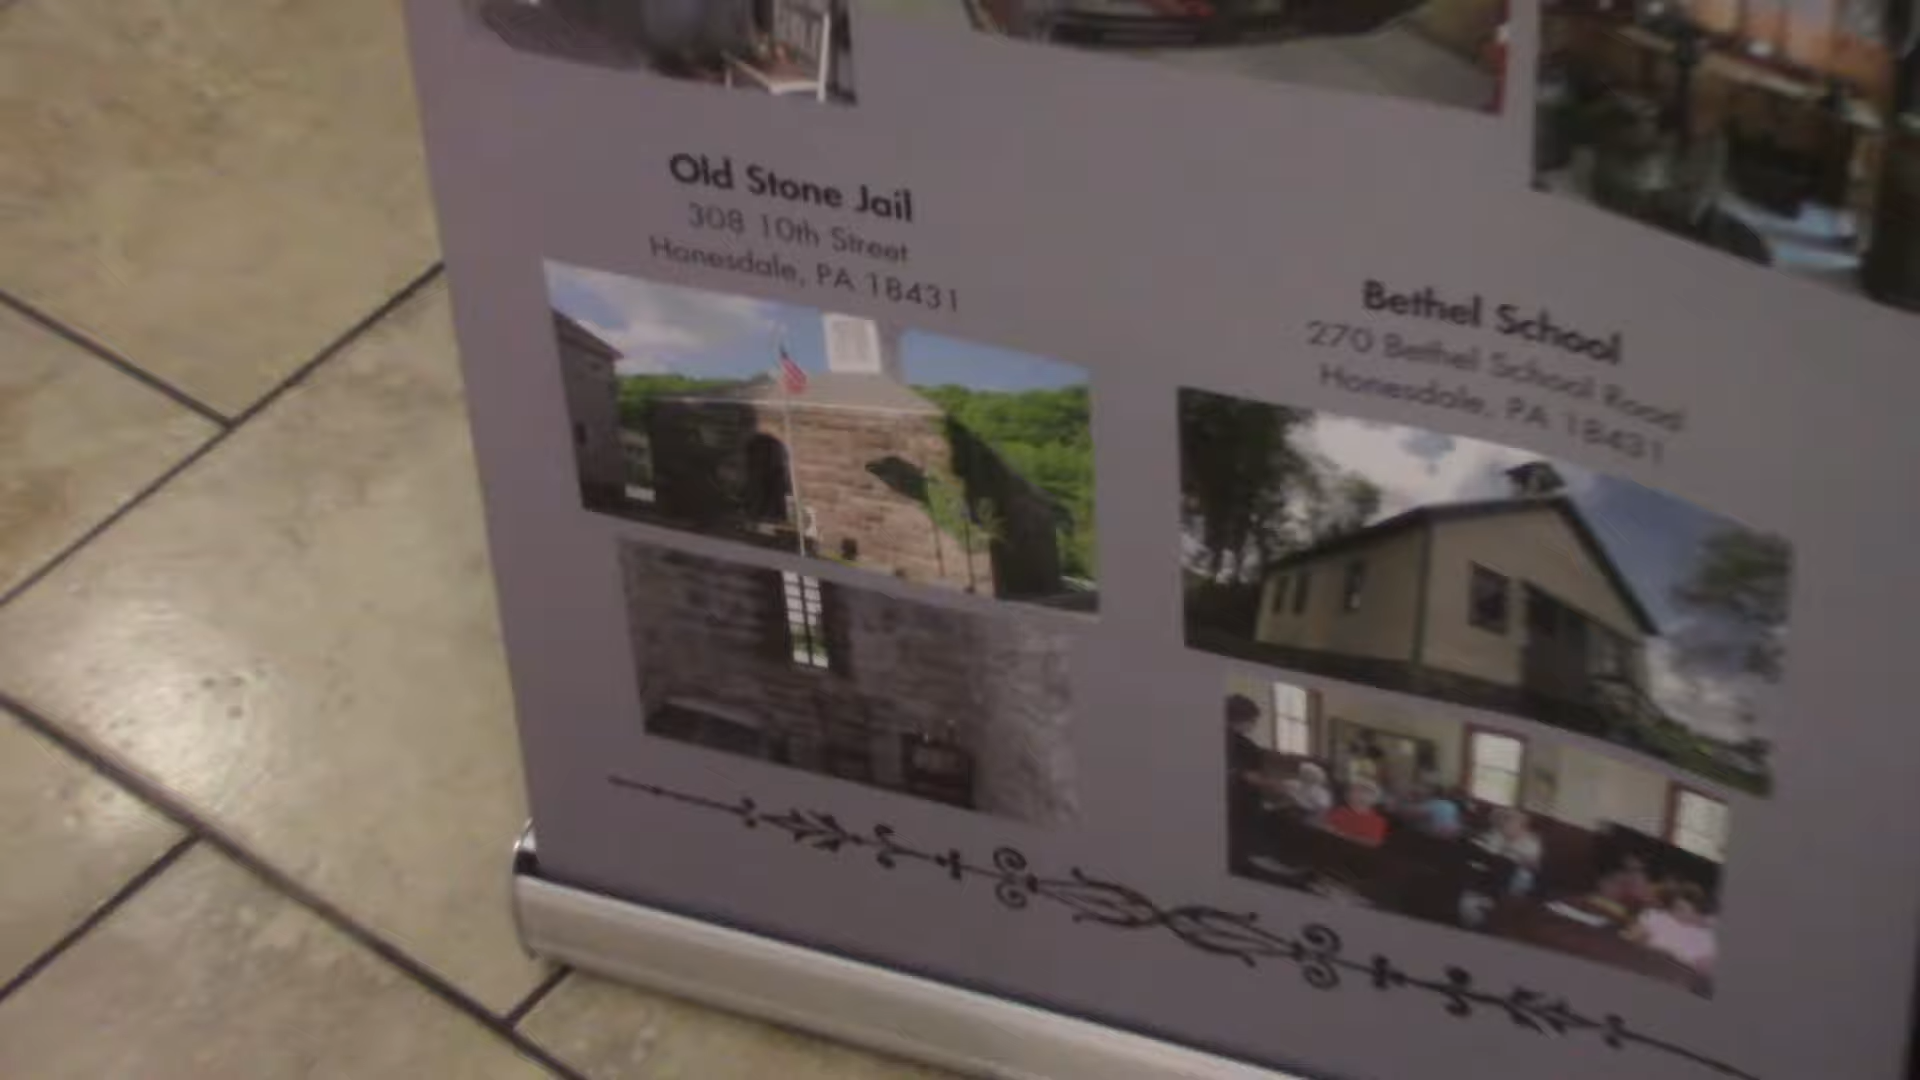 Old Stone Jail
308 10th Street
Honesdale, PA 18431
Bethel School
270 Bethel School Road
Honesdale, PA 18431